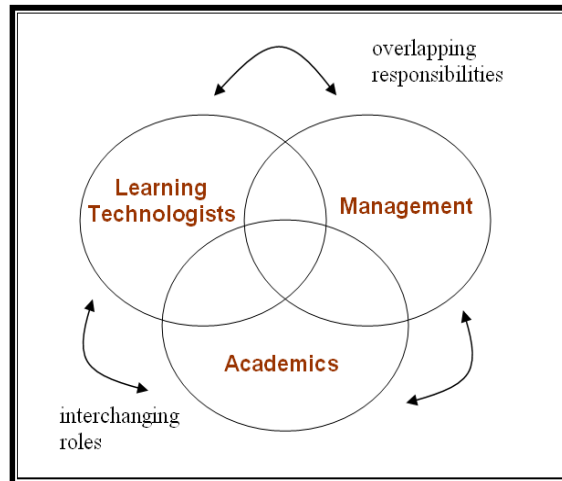 overlapping
responsibilities
Learning
Technologists
Management
Academics
interchanging
roles